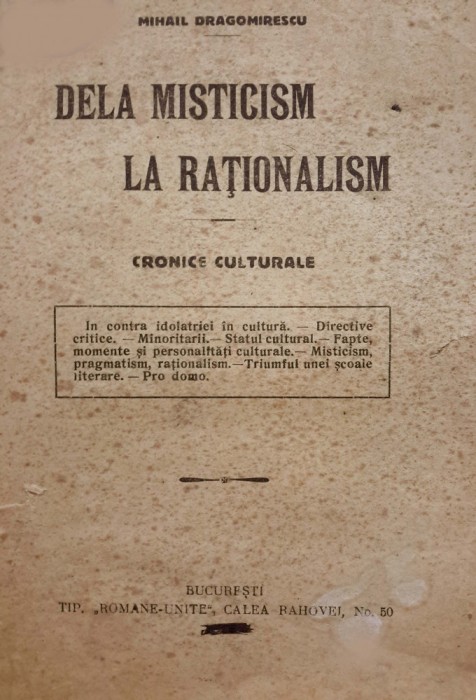 MIHAIL DRAGOMIRESCU
DELA MISTICISM
LA RAŢIONALISM
CRONICE CULTURALE
In contra idolatriei în cultură. — Directive
critice. — Minoritarii. — Statul cultural. — Fapte,
momente şi personalităţi culturale. — Misticism,
pragmatism, raţionalism. — Triumful unei şcoale
literare. — Pro domo.
BUCUREŞTI
TIP. „ROMANE-UNITE”, CALEA RAHOVEI, No. 50